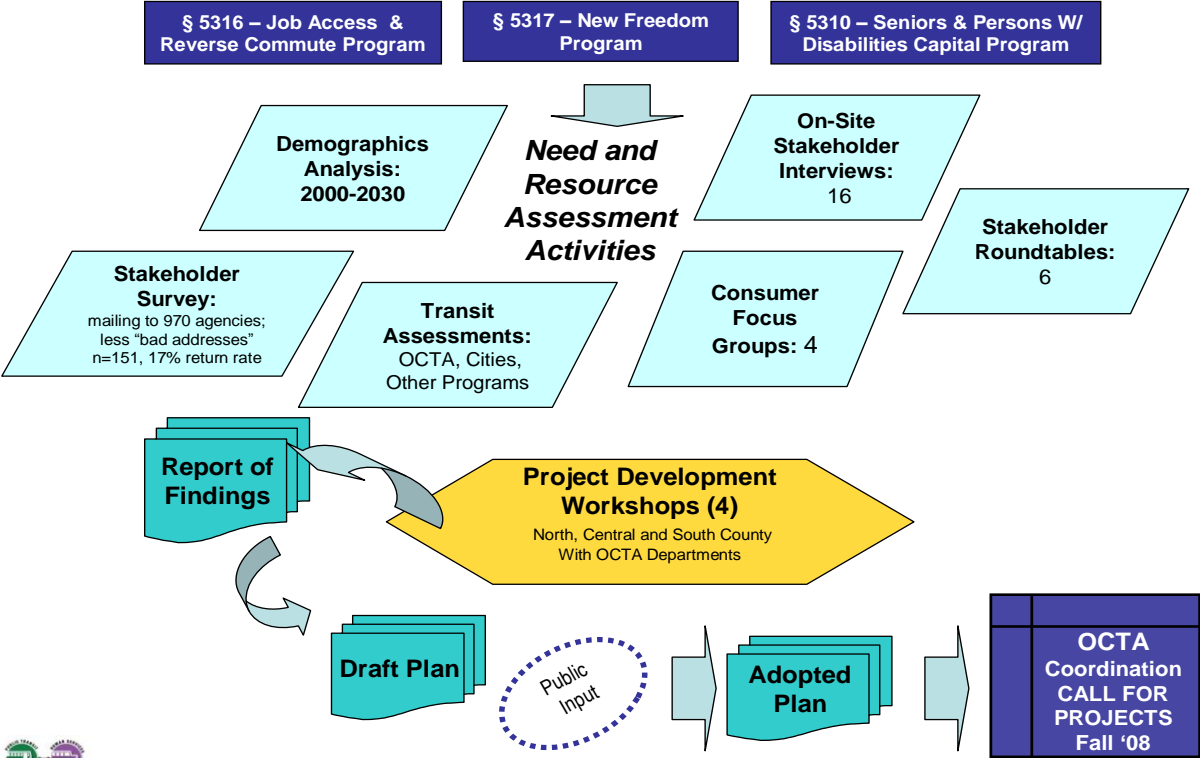 § 5316 – Job Access &
Reverse Commute Program
§ 5317 – New Freedom
Program
§ 5310 – Seniors & Persons W/
Disabilities Capital Program
Demographics
Analysis:
2000-2030
Need and
Resource
Assessment
Activities
On-Site
Stakeholder
Interviews:
16
Stakeholder
Roundtables:
6
Stakeholder
Survey:
mailing to 970 agencies;
less “bad addresses”
n=151, 17% return rate
Transit
Assessments:
OCTA, Cities,
Other Programs
Consumer
Focus
Groups: 4
Report of
Findings
Project Development
Workshops (4)
North, Central and South County
With OCTA Departments
Draft Plan
Public
Input
Adopted
Plan
OCTA
Coordination
CALL FOR
PROJECTS
Fall ‘08